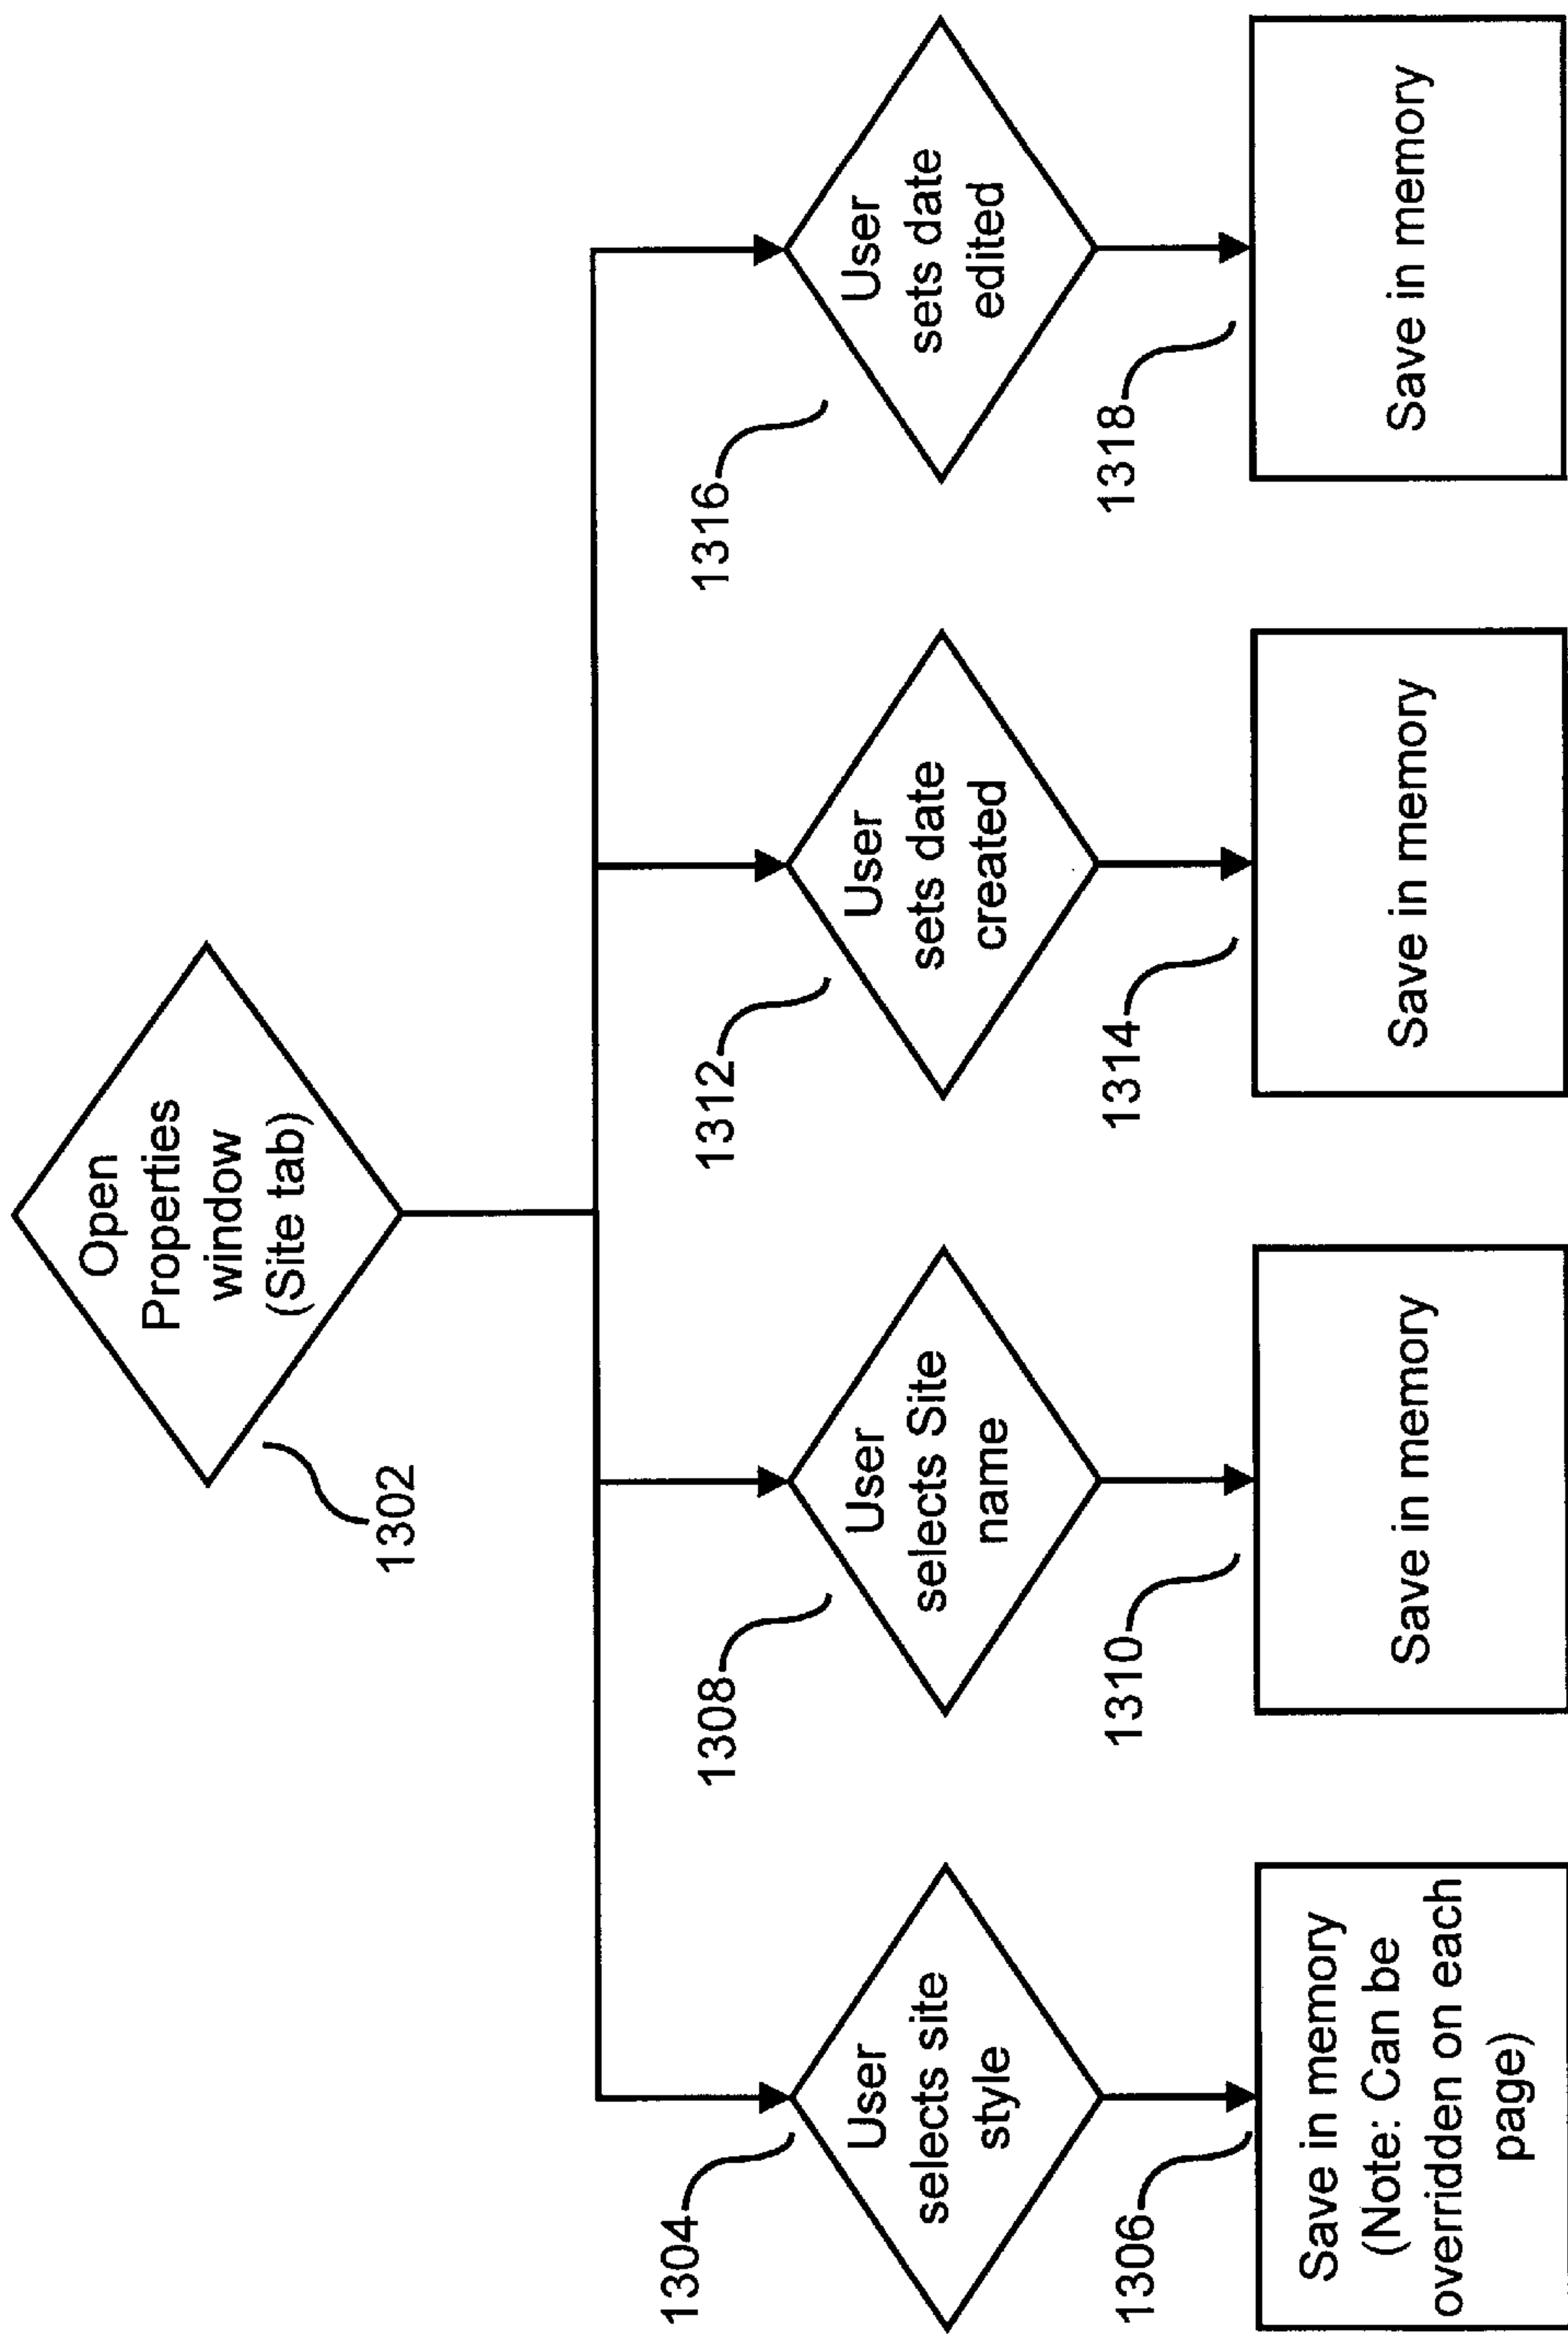 Open
Properties
window
(Site tab)
1302
1304
User
selects site
style
1308
User
selects Site
name
1312
User
sets date
created
1316
User
sets date
edited
1306
Save in memory
(Note: Can be
overridden on each
page)
1310
Save in memory
1314
Save in memory
1318
Save in memory